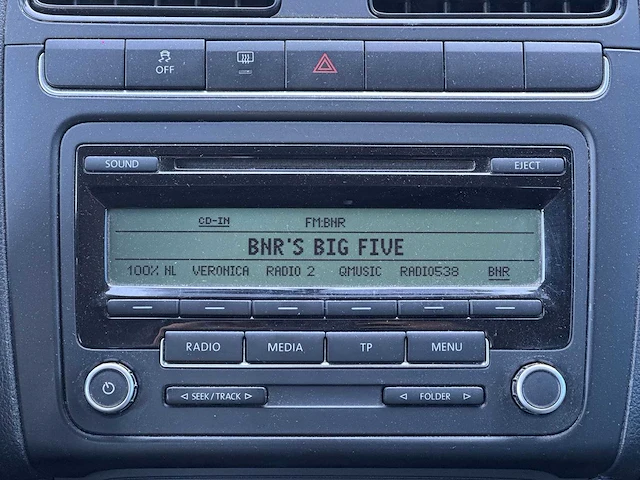 OFF
SOUND
EJECT
CD-IN FM:BNR
BNR'S BIG FIVE
100% NL VERONICA RADIO 2 QMUSIC RADIO538 BNR
RADIO MEDIA TP MENU
SEEK/TRACK FOLDER